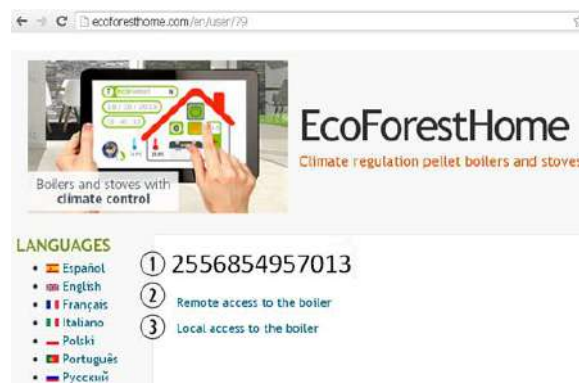 ecoforesthome.com/en/user/79
EcoForestHome
Climate regulation pellet boilers and stoves
Boilers and stoves with
climate control
LANGUAGES
Español
English
Français
Italiano
Polski
Português
Русский
1 2556854957013
2 Remote access to the boiler
3 Local access to the boiler